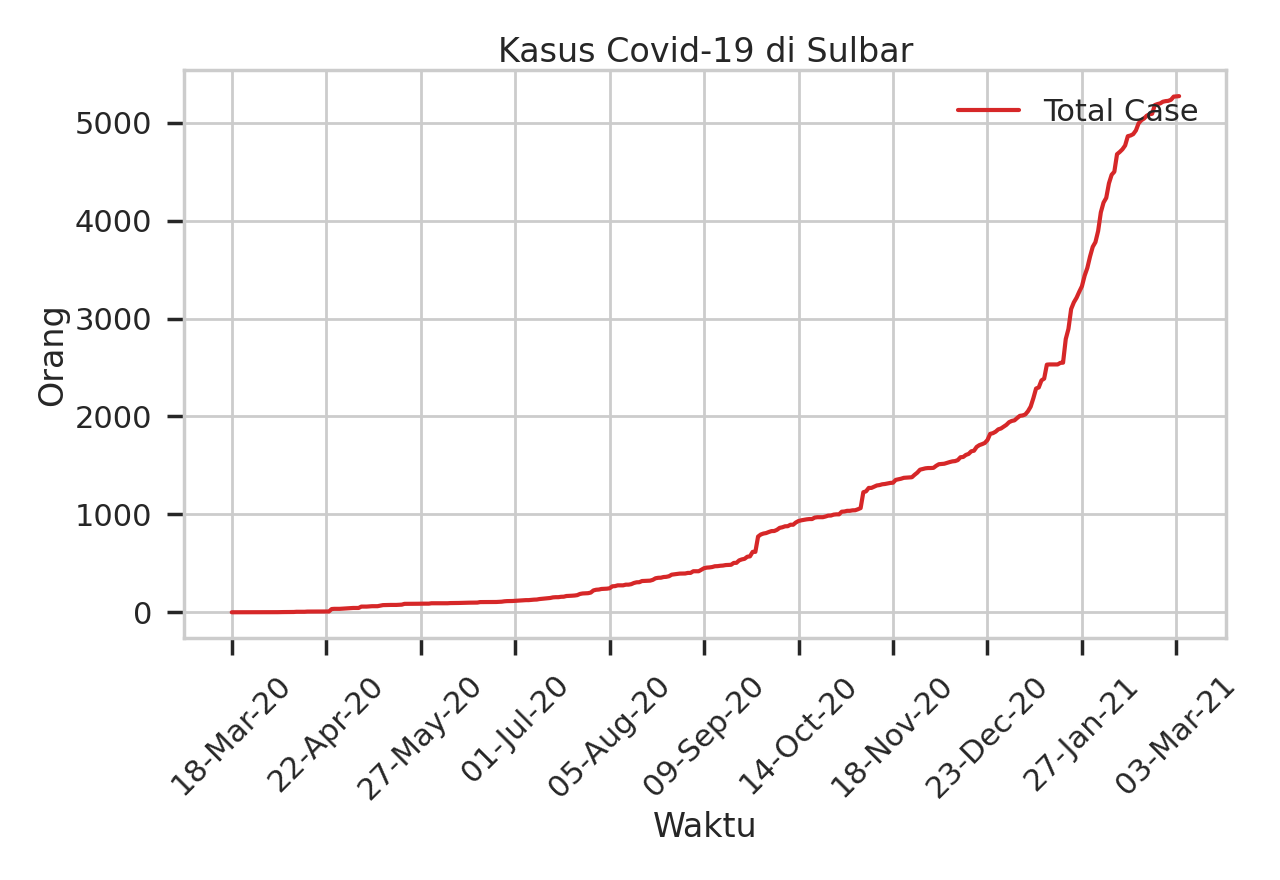 Kasus Covid-19 di Sulbar
Total Case
5000
4000
3000
2000
1000
0
Orang
18-Mar-20
22-Apr-20
27-May-20
01-Jul-20
05-Aug-20
09-Sep-20
14-Oct-20
18-Nov-20
23-Dec-20
27-Jan-21
03-Mar-21
Waktu